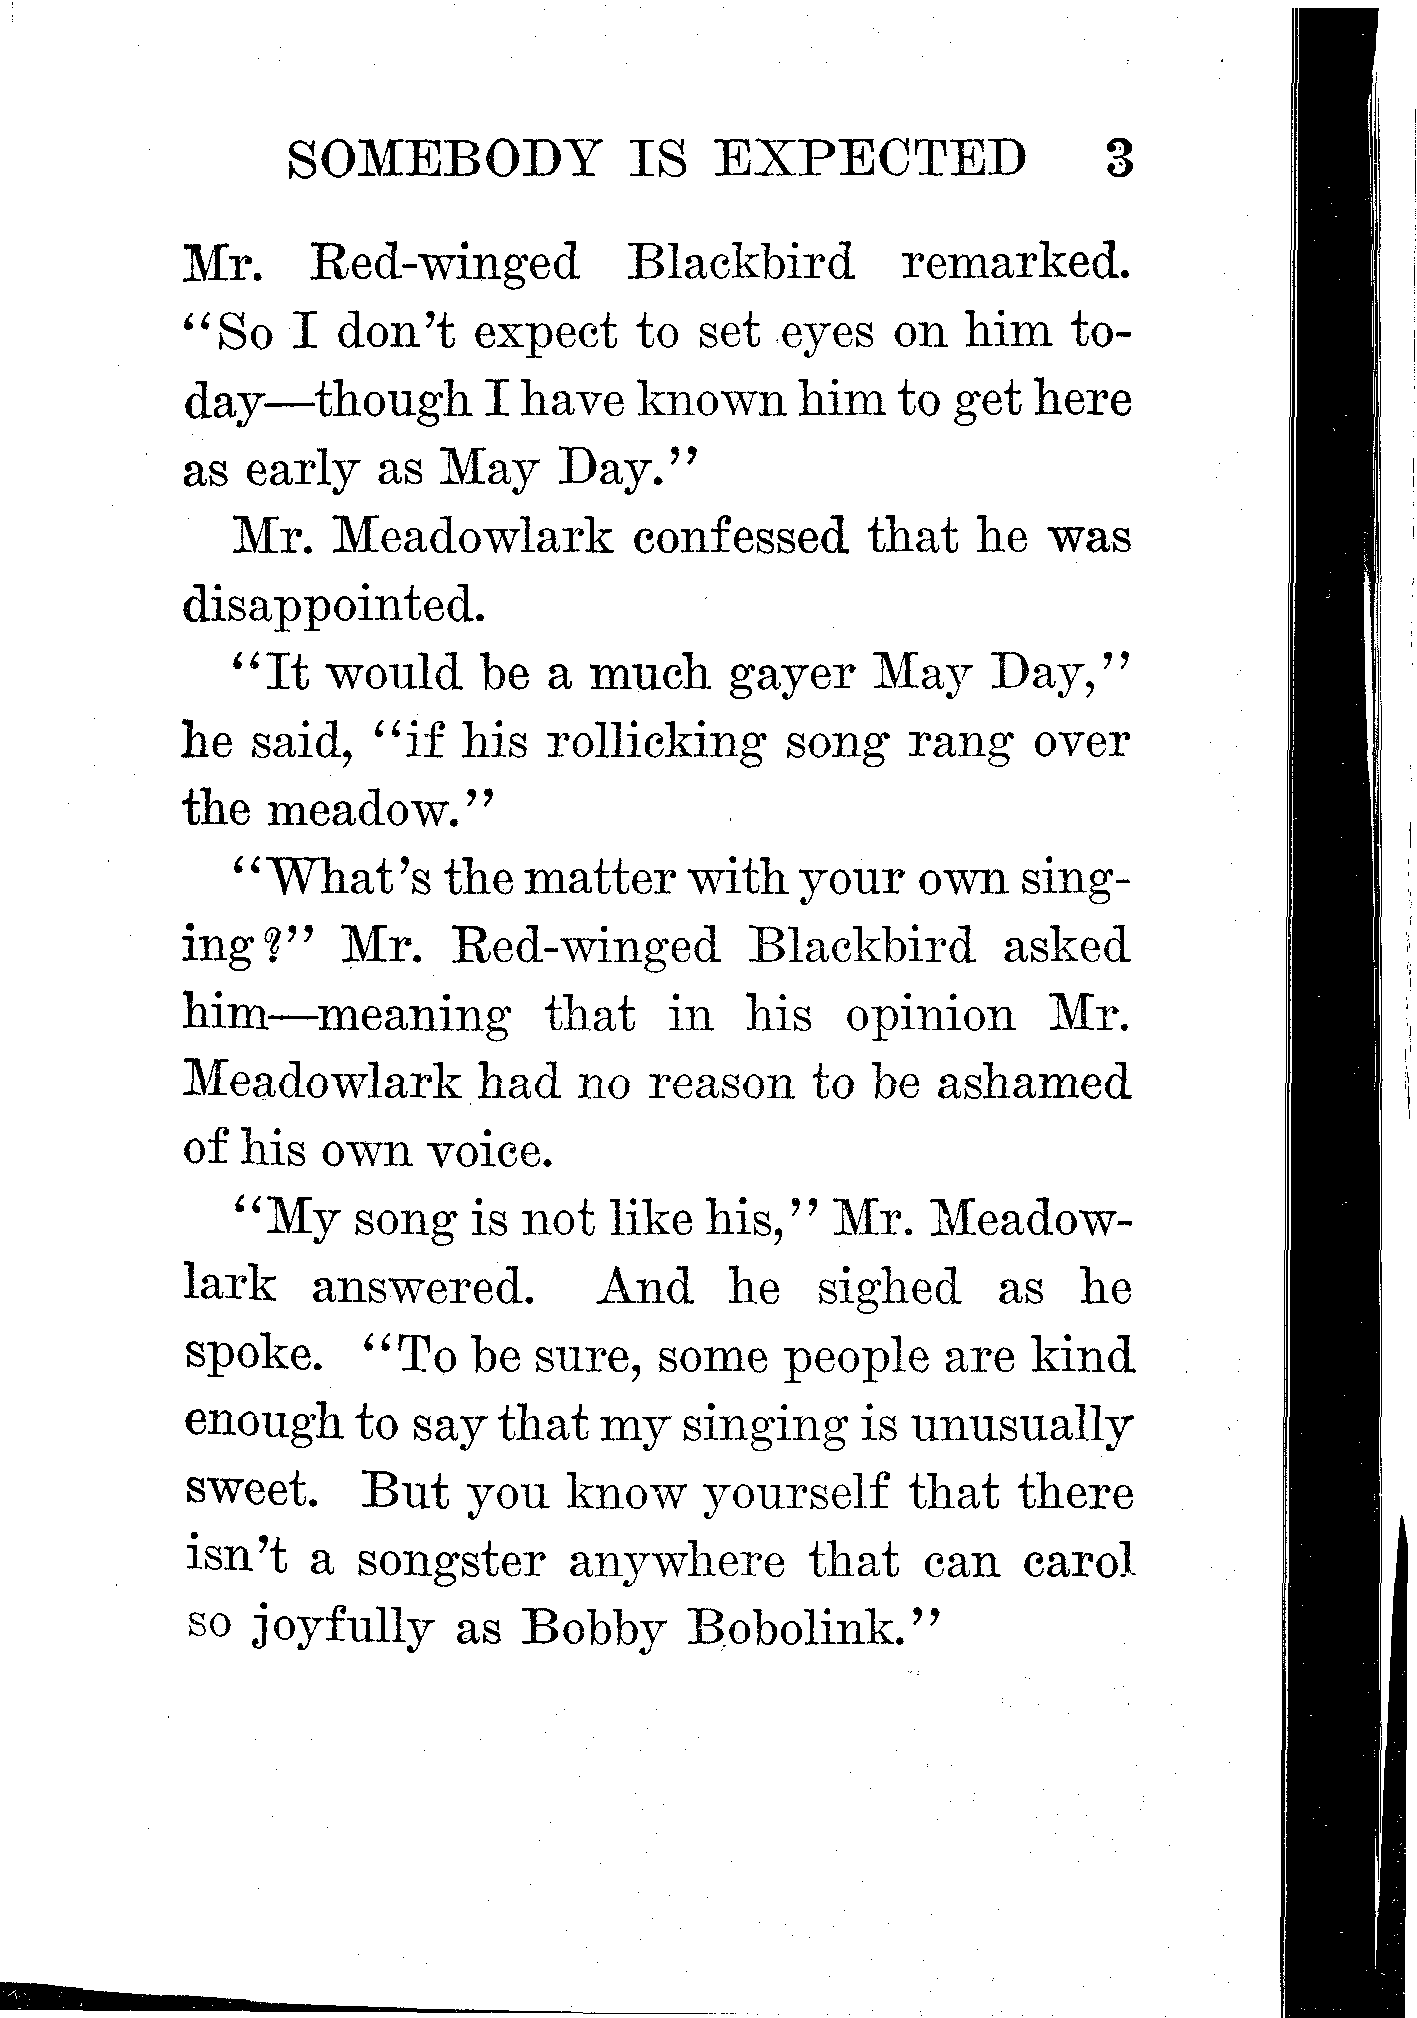 SOMEBODY IS EXPECTED 3
Mr. Red-winged Blackbird remarked.
"So I don't expect to set eyes on him to-
day—though I have known him to get here
as early as May Day."
Mr. Meadowlark confessed that he was
disappointed.
"It would be a much gayer May Day,"
he said, "if his rollicking song rang over
the meadow."
"What's the matter with your own sing-
ing?" Mr. Red-winged Blackbird asked
him—meaning that in his opinion Mr.
Meadowlark had no reason to be ashamed
of his own voice.
"My song is not like his," Mr. Meadow-
lark answered. And he sighed as he
spoke. "To be sure, some people are kind
enough to say that my singing is unusually
sweet. But you know yourself that there
isn't a songster anywhere that can carol
so joyfully as Bobby Bobolink."